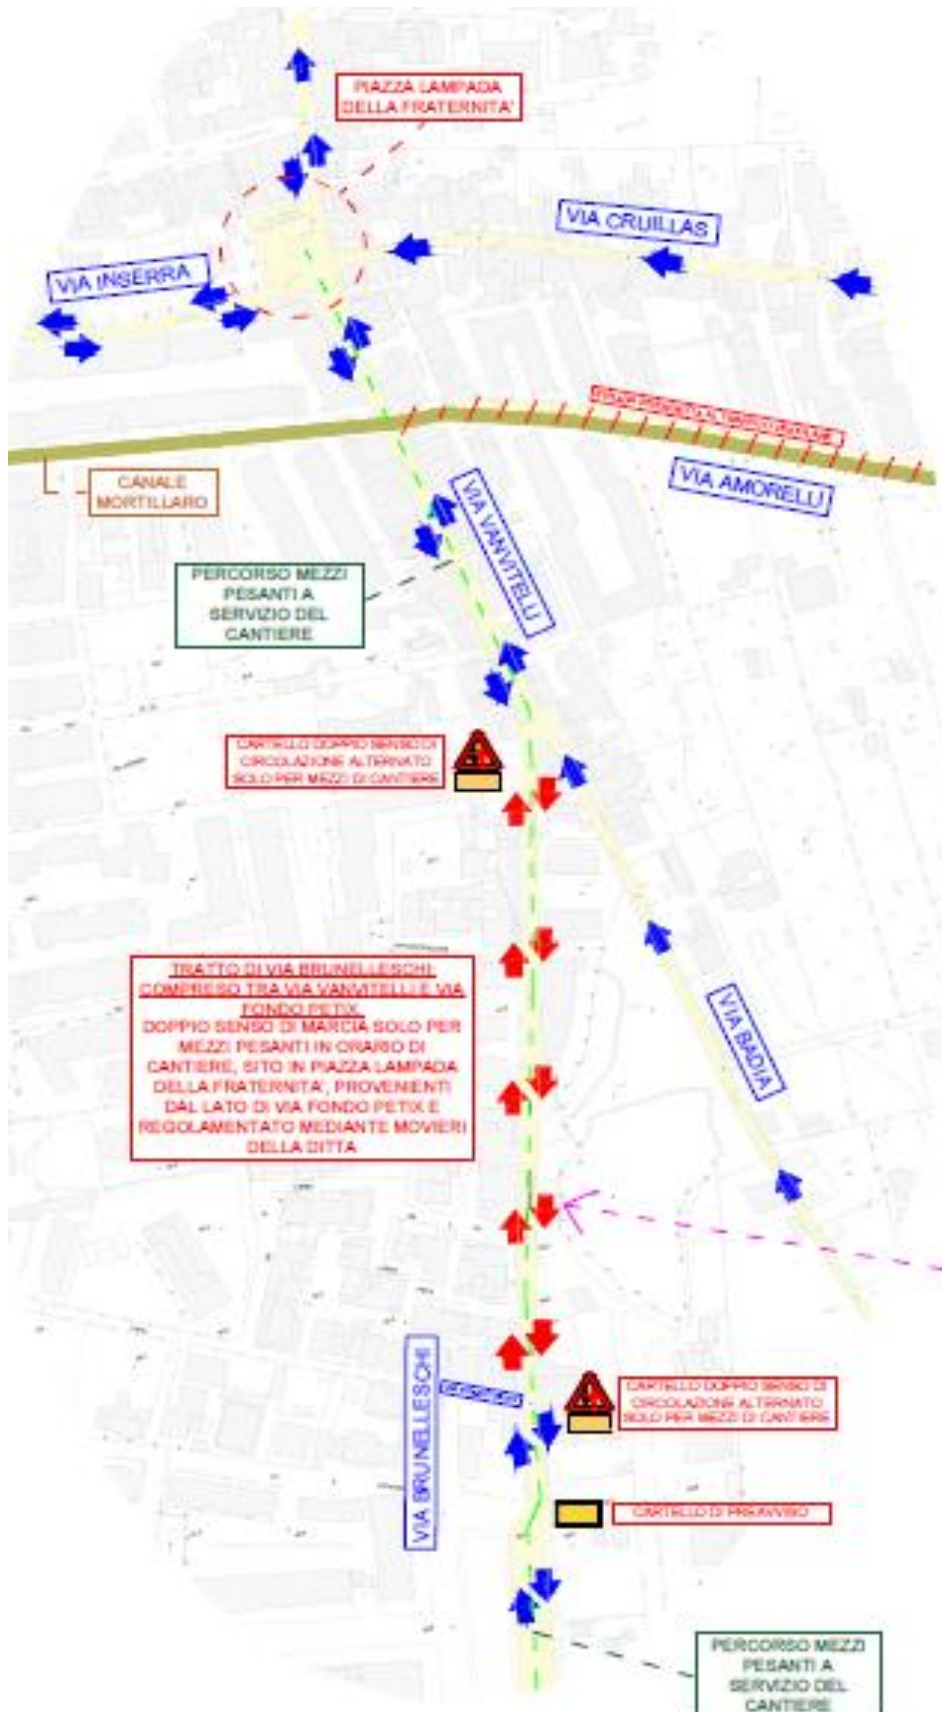 PIAZZA LAMPADA
DELLA FRATERNITA'
VIA CRUILLAS
VIA INSERRA
VIA AMORELLI
CANALE
MORTILLARO
VIA VANVITELLI
PERCORSO MEZZI
PESANTI A
SERVIZIO DEL
CANTIERE
CARTELLO DOPPIO SENSO DI
CIRCOLAZIONE ALTERNATO
SOLO PER MEZZI DI CANTIERE
TRATTO DI VIA BRUNELLESCHI
COMPRESO TRA VIA VANVITELLI E VIA
FONDO PETIX.
DOPPIO SENSO DI MARCIA SOLO PER
MEZZI PESANTI IN ORARIO DI
CANTIERE, SITO IN PIAZZA LAMPADA
DELLA FRATERNITA', PROVENIENTI
DAL LATO DI VIA FONDO PETIX E
REGOLAMENTATO MEDIANTE MOVIERI
DELLA DITTA
VIA BADIA
VIA BRUNELLESCHI
CARTELLO DOPPIO SENSO DI
CIRCOLAZIONE ALTERNATO
SOLO PER MEZZI DI CANTIERE
CARTELLO DI PREAVVISO
PERCORSO MEZZI
PESANTI A
SERVIZIO DEL
CANTIERE